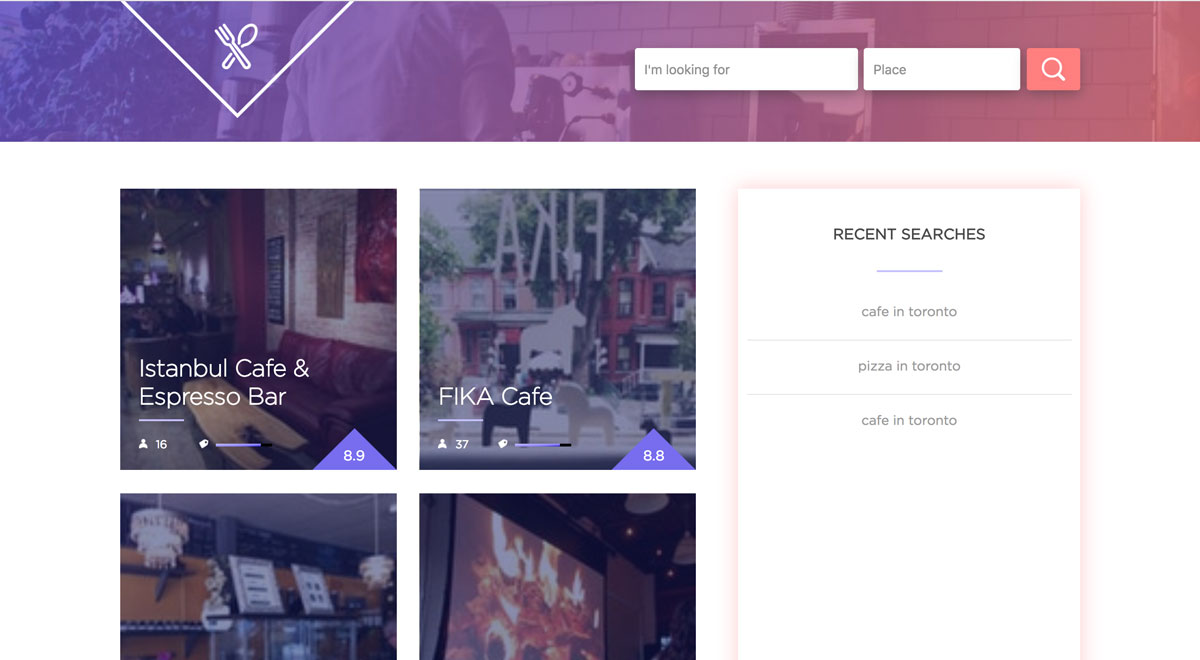 I'm looking for
Place
Istanbul Cafe &
Espresso Bar
16
8.9
FIKA
FIKA Cafe
37
8.8
RECENT SEARCHES
cafe in toronto
pizza in toronto
cafe in toronto